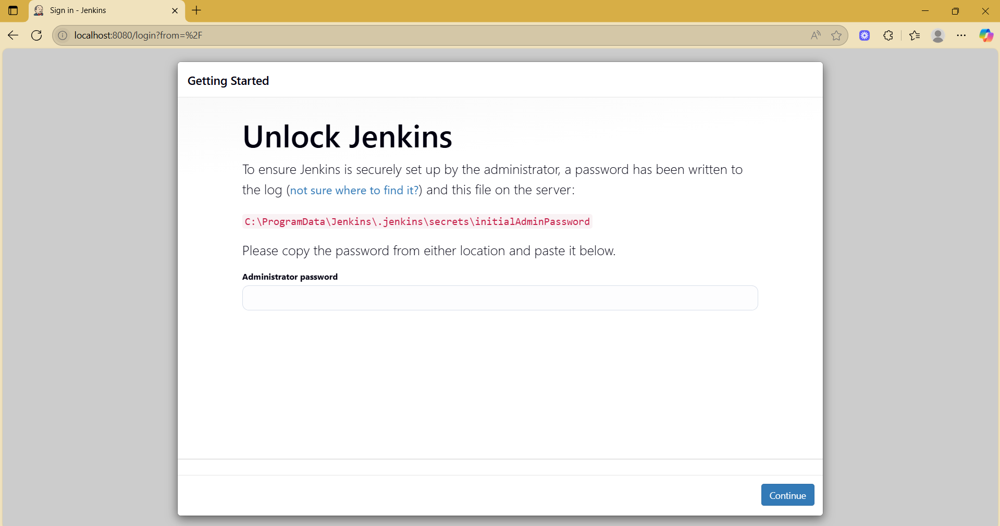 Sign in - Jenkins
localhost:8080/login?from=%2F
Getting Started
Unlock Jenkins
To ensure Jenkins is securely set up by the administrator, a password has been written to
the log (not sure where to find it?) and this file on the server:
C:\ProgramData\Jenkins\.jenkins\secrets\initialAdminPassword
Please copy the password from either location and paste it below.
Administrator password
Continue